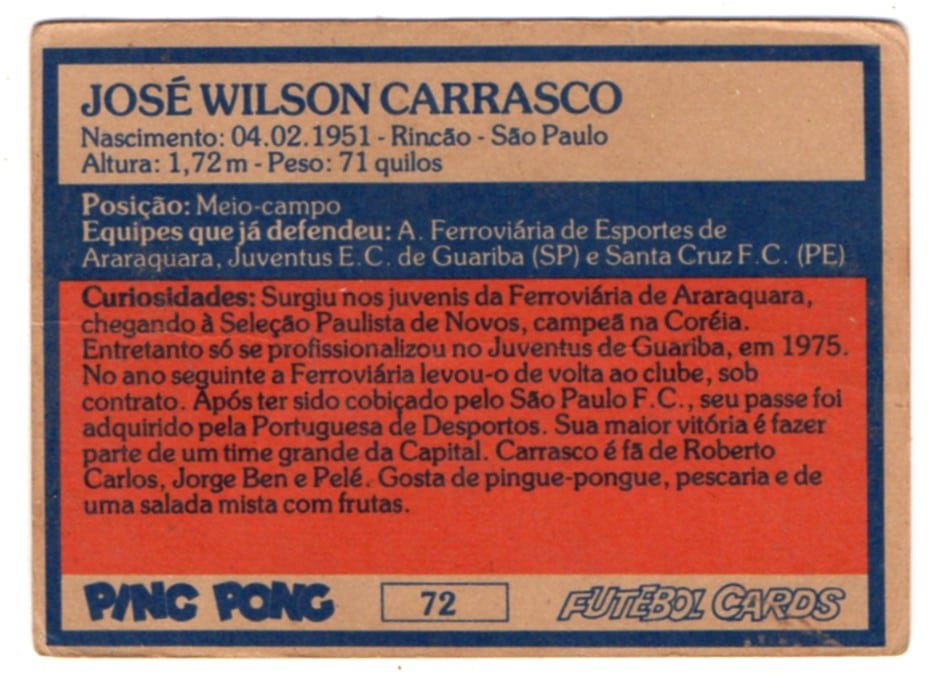 JOSÉ WILSON CARRASCO
Nascimento: 04.02.1951 - Rincão - São Paulo
Altura: 1,72 m - Peso: 71 quilos
Posição: Meio-campo
Equipes que já defendeu: A. Ferroviária de Esportes de
Araraquara, Juventus E.C. de Guariba (SP) e Santa Cruz F.C. (PE)
Curiosidades: Surgiu nos juvenis da Ferroviária de Araraquara,
chegando à Seleção Paulista de Novos, campeã na Coréia.
Entretanto só se profissionalizou no Juventus de Guariba, em 1975.
No ano seguinte a Ferroviária levou-o de volta ao clube, sob
contrato. Após ter sido cobiçado pelo São Paulo F.C., seu passe foi
adquirido pela Portuguesa de Desportos. Sua maior vitória é fazer
parte de um time grande da Capital. Carrasco é fã de Roberto
Carlos, Jorge Ben e Pelé. Gosta de pingue-pongue, pescaria e de
uma salada mista com frutas.
PING PONG 72 FUTEBOL CARDS